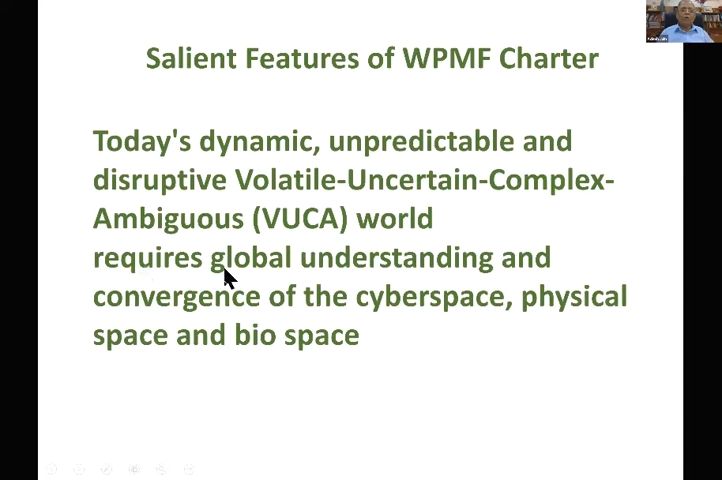 Salient Features of WPMF Charter
Today's dynamic, unpredictable and
disruptive Volatile-Uncertain-Complex-
Ambiguous (VUCA) world
requires global understanding and
convergence of the cyberspace, physical
space and bio space